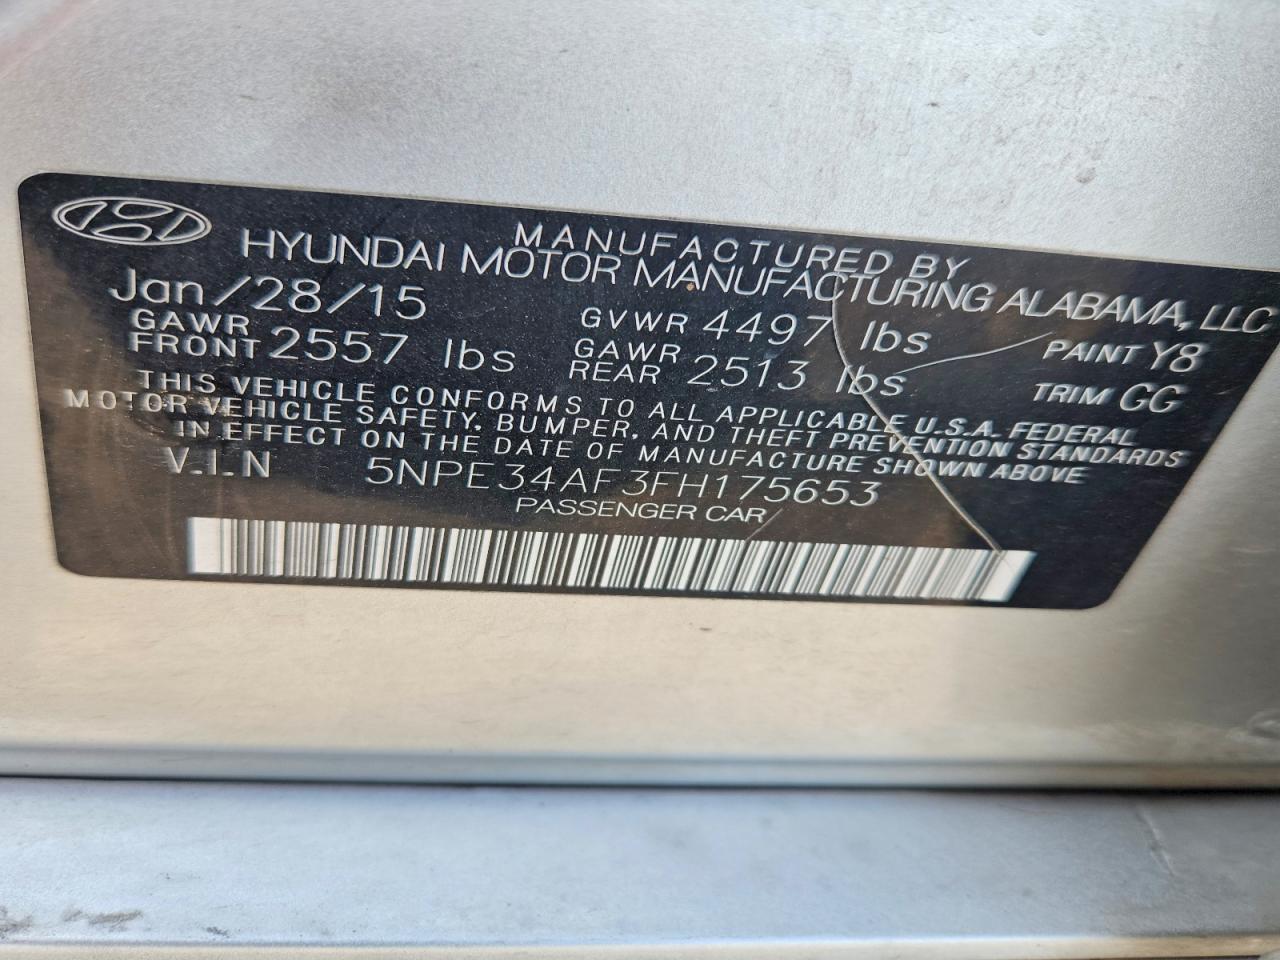 MANUFACTURED BY
HYUNDAI MOTOR MANUFACTURING ALABAMA, LLC
Jan/28/15 GVWR 4497 lbs PAINT Y8
GAWR FRONT 2557 lbs GAWR REAR 2513 lbs TRIM GG
THIS VEHICLE CONFORMS TO ALL APPLICABLE U.S.A. FEDERAL
MOTOR VEHICLE SAFETY, BUMPER, AND THEFT PREVENTION STANDARDS
IN EFFECT ON THE DATE OF MANUFACTURE SHOWN ABOVE
V.I.N 5NPE34AF3FH175653
PASSENGER CAR